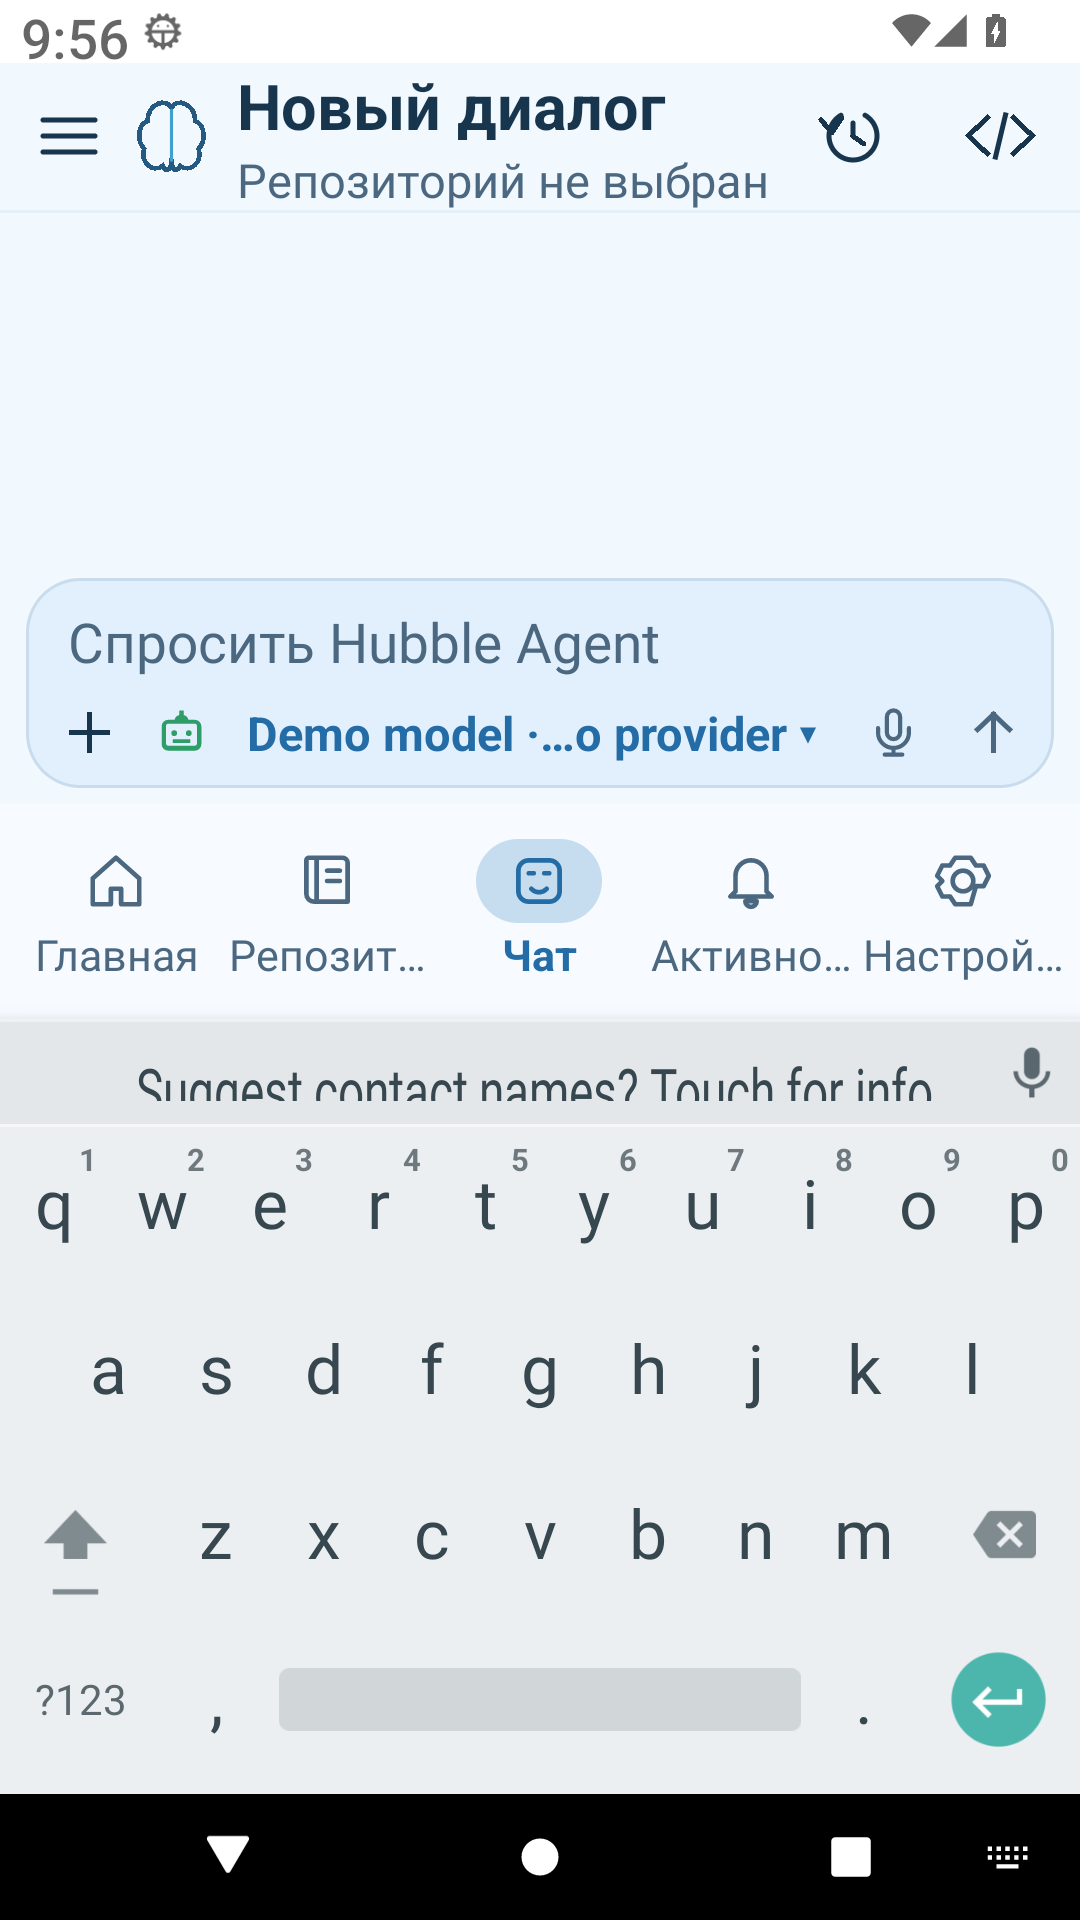 9:56
Новый диалог
Репозиторий не выбран
Спросить Hubble Agent
Demo model ·…o provider ▾
Главная Репозит… Чат Активно… Настрой…
Suggest contact names? Touch for info
1 2 3 4 5 6 7 8 9 0
q w e r t y u i o p
a s d f g h j k l
z x c v b n m
?123 , .